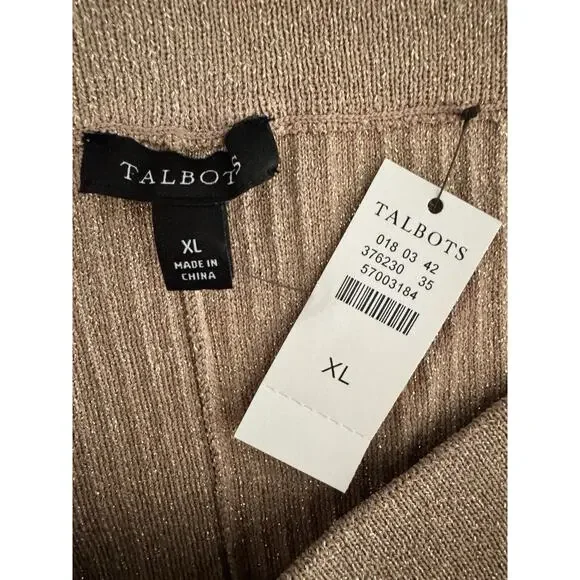 TALBOTS
XL
MADE IN
CHINA
TALBOTS
018 03 42
376230 35
57003184
XL